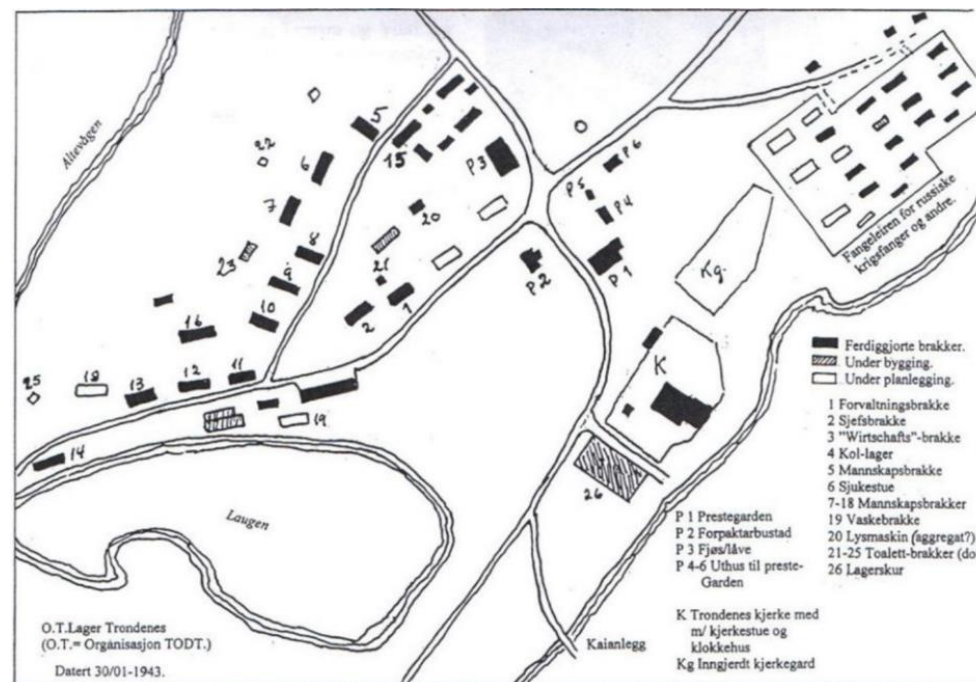 Altevågen
22
5
6
7
23
8
9
10
16
15
P3
20
21
1
2
P2
P6
P5
P4
P1
Kg.
K
Fangeleiren for russiske
krigsfanger og andre.
25
18
13
12
11
19
14
26
Laugen
Kaianlegg
Ferdiggjorte brakker.
Under bygging.
Under planlegging.
1 Forvaltningsbrakke
2 Sjefsbrakke
3 "Wirtschafts"-brakke
4 Kol-lager
5 Mannskapsbrakke
6 Sjukestue
7-18 Mannskapsbrakker
19 Vaskebrakke
20 Lysmaskin (aggregat?)
21-25 Toalett-brakker (do
26 Lagerskur
P 1 Prestegarden
P 2 Forpaktarbustad
P 3 Fjøs/låve
P 4-6 Uthus til preste-
Garden
K Trondenes kjerke med
m/ kjerkestue og
klokkehus
Kg Inngjerdt kjerkegard
O.T.Lager Trondenes
(O.T.= Organisasjon TODT.)
Datert 30/01-1943.